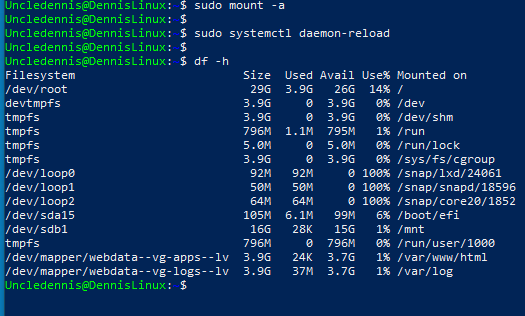 Uncledennis@DennisLinux: $ sudo mount -a
Uncledennis@DennisLinux: $
Uncledennis@DennisLinux: $ sudo systemctl daemon-reload
Uncledennis@DennisLinux: $
Uncledennis@DennisLinux: $ df -h
Filesystem Size Used Avail Use% Mounted on
/dev/root 29G 3.9G 26G 14% /
devtmpfs 3.9G 0 3.9G 0% /dev
tmpfs 3.9G 0 3.9G 0% /dev/shm
tmpfs 796M 1.1M 795M 1% /run
tmpfs 5.0M 0 5.0M 0% /run/lock
tmpfs 3.9G 0 3.9G 0% /sys/fs/cgroup
/dev/loop0 92M 92M 0 100% /snap/lxd/24061
/dev/loop1 50M 50M 0 100% /snap/snapd/18596
/dev/loop2 64M 64M 0 100% /snap/core20/1852
/dev/sda15 105M 6.1M 99M 6% /boot/efi
/dev/sdb1 16G 28K 15G 1% /mnt
tmpfs 796M 0 796M 0% /run/user/1000
/dev/mapper/webdata--vg-apps--lv 3.9G 24K 3.7G 1% /var/www/html
/dev/mapper/webdata--vg-logs--lv 3.9G 37M 3.7G 1% /var/log
Uncledennis@DennisLinux: $